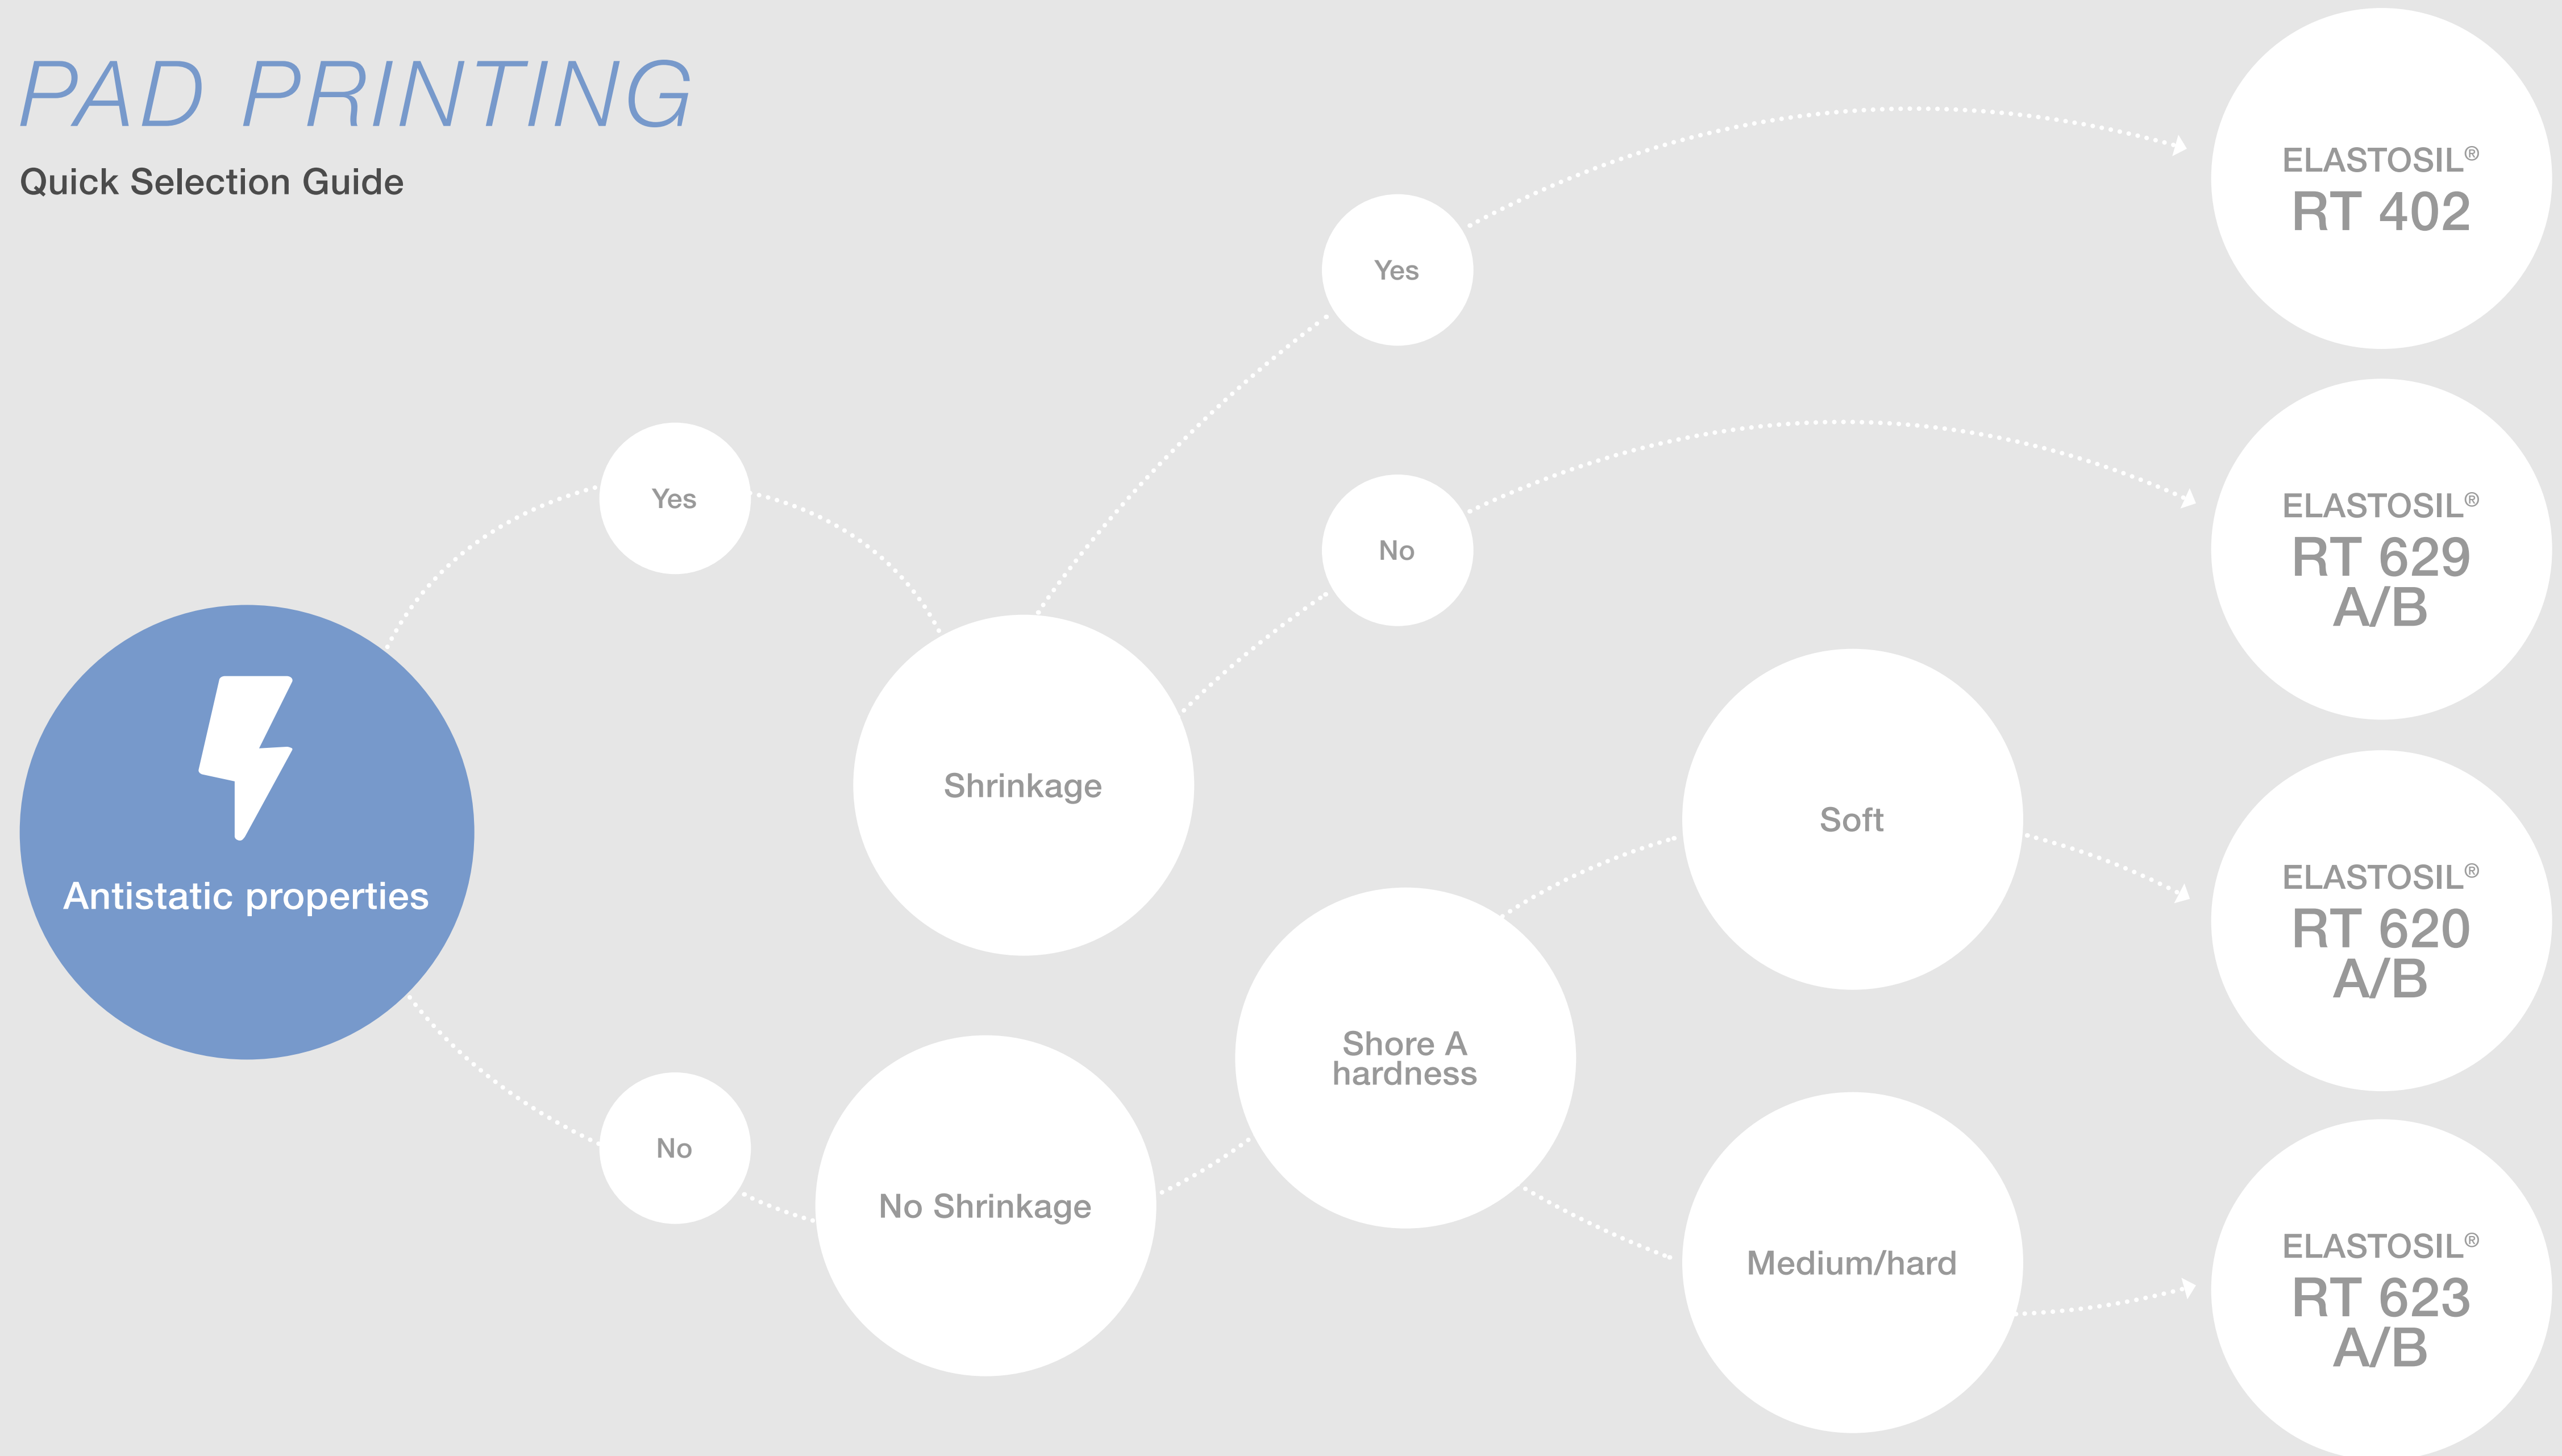 PAD PRINTING
Quick Selection Guide
Antistatic properties
Yes
No
Shrinkage
No Shrinkage
Yes
No
Shore A
hardness
Soft
Medium/hard
ELASTOSIL®
RT 402
ELASTOSIL®
RT 629
A/B
ELASTOSIL®
RT 620
A/B
ELASTOSIL®
RT 623
A/B